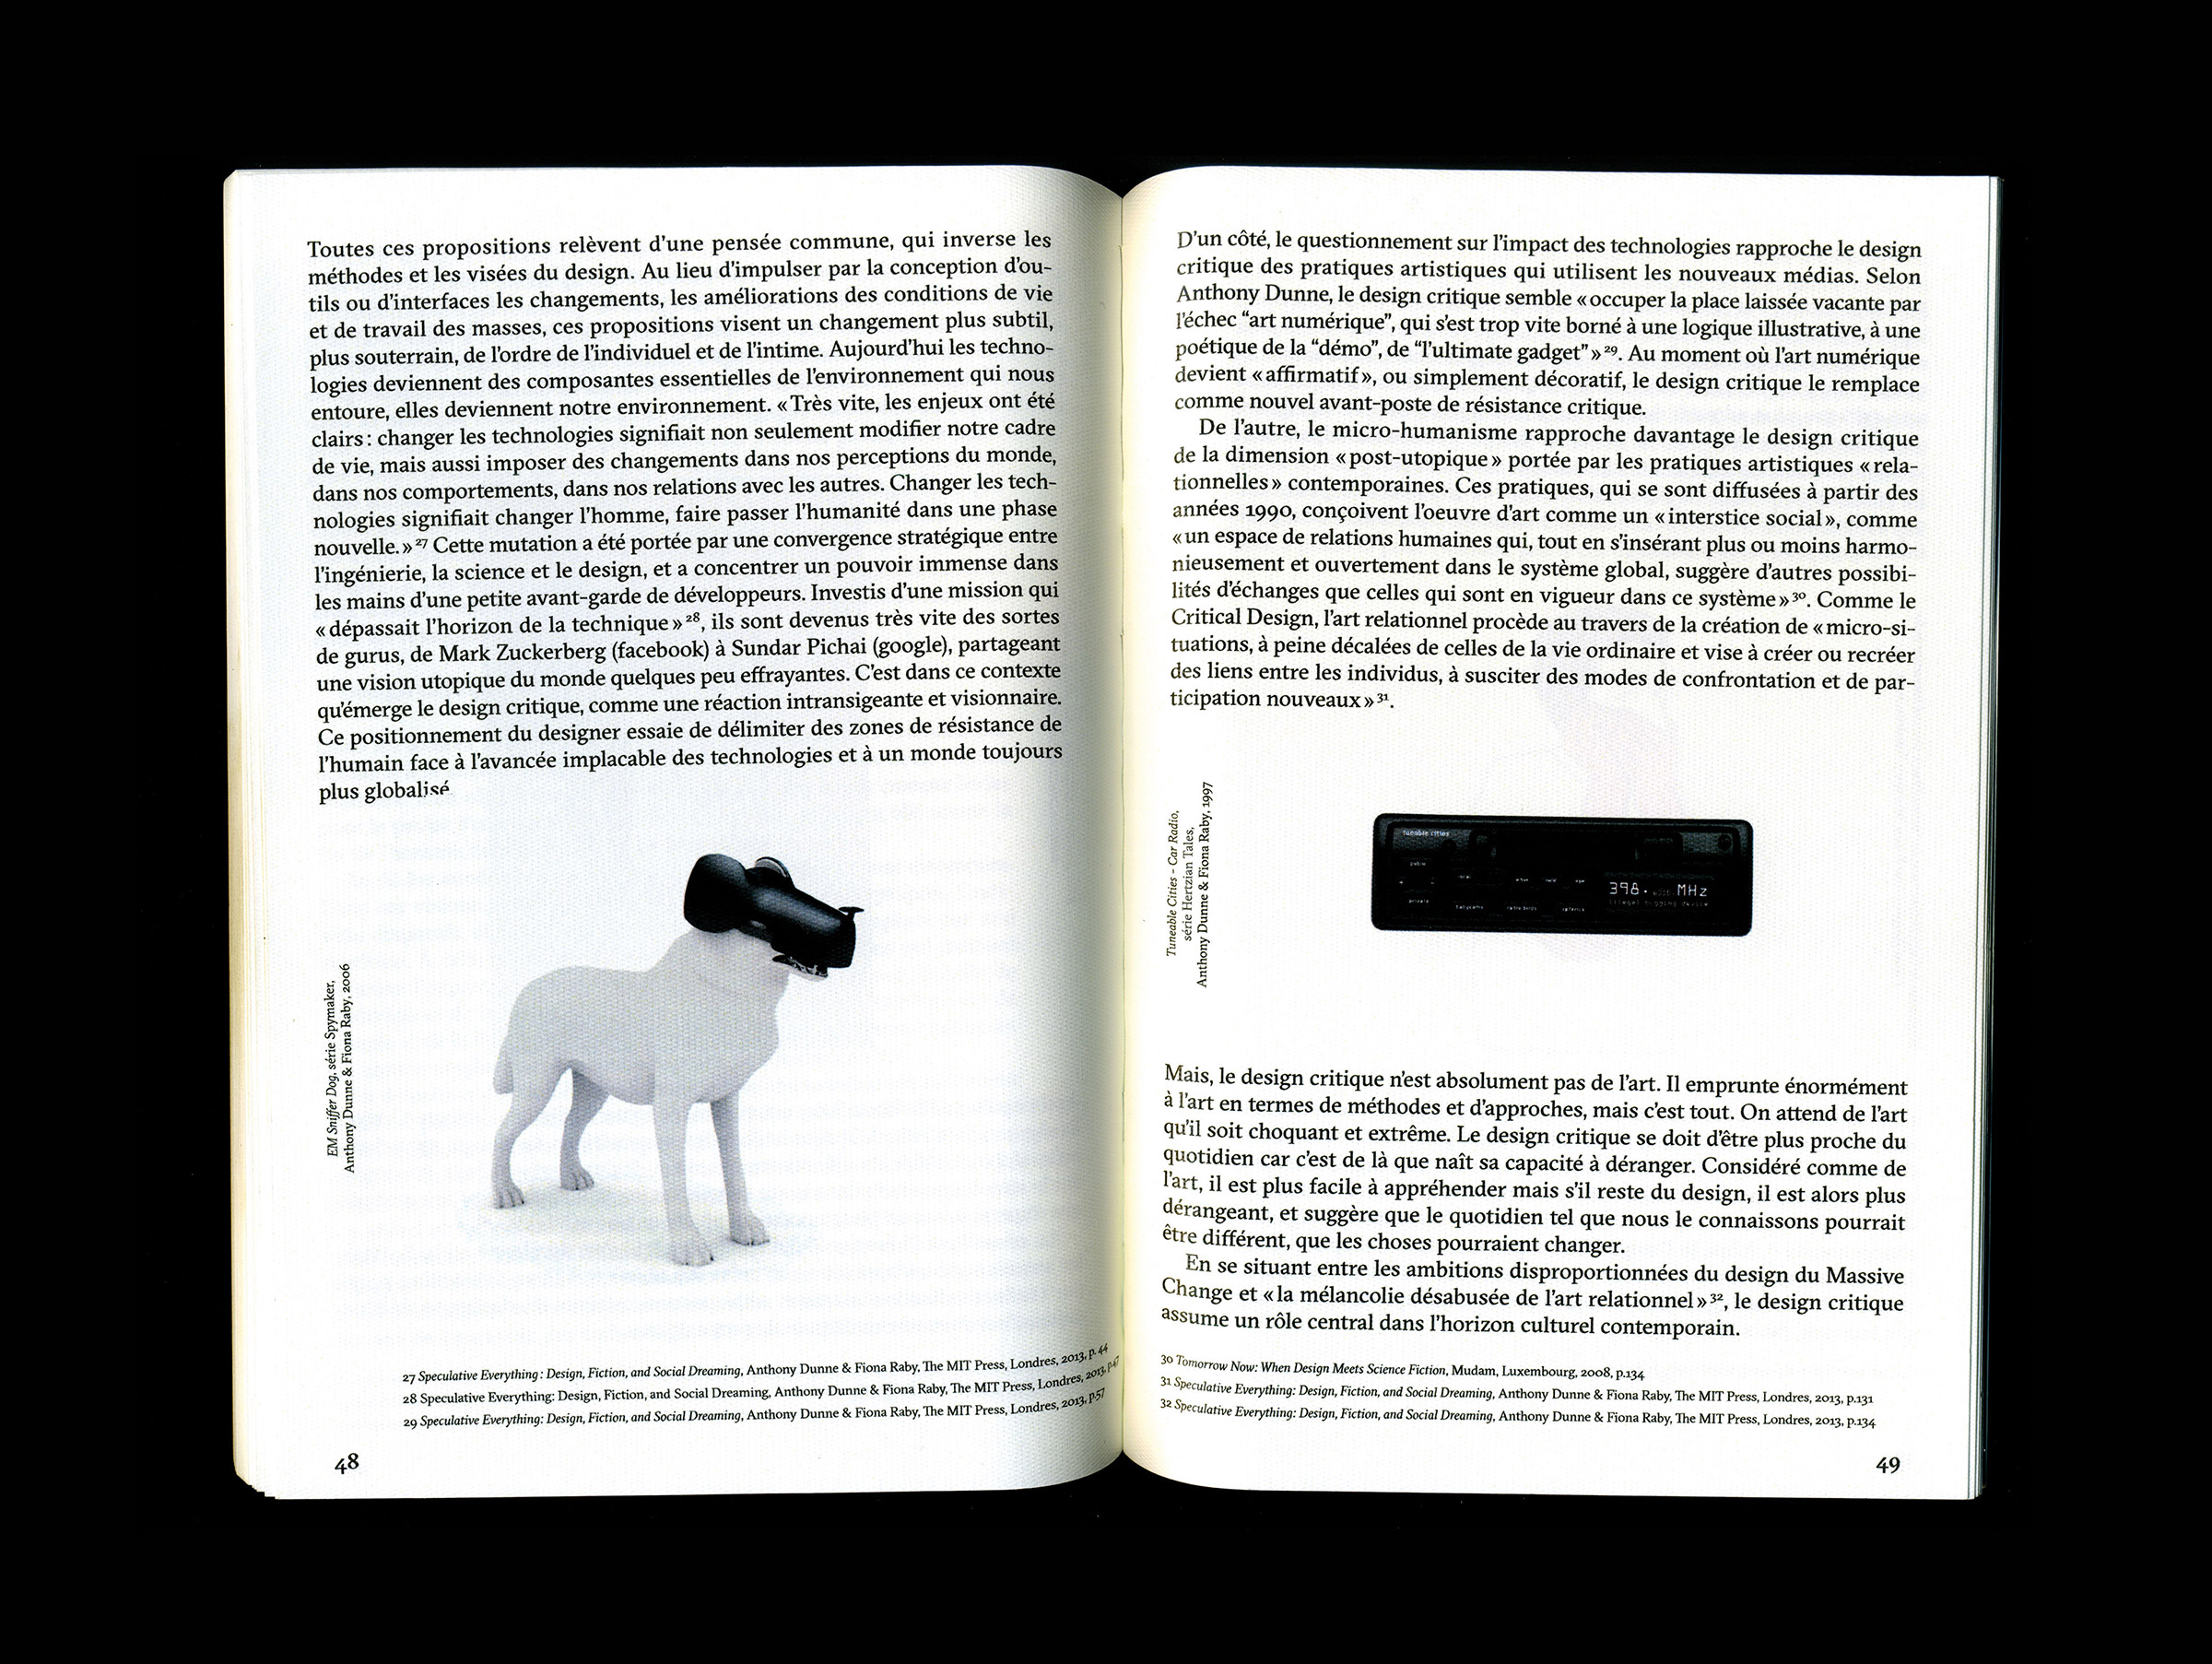 Toutes ces propositions relèvent d'une pensée commune, qui inverse les
méthodes et les visées du design. Au lieu d'impulser par la conception d'ou-
tils ou d'interfaces les changements, les améliorations des conditions de vie
et de travail des masses, ces propositions visent un changement plus subtil,
plus souterrain, de l'ordre de l'individuel et de l'intime. Aujourd'hui les techno-
logies deviennent des composantes essentielles de l'environnement qui nous
entoure, elles deviennent notre environnement. «Très vite, les enjeux ont été
clairs : changer les technologies signifiait non seulement modifier notre cadre
de vie, mais aussi imposer des changements dans nos perceptions du monde,
dans nos comportements, dans nos relations avec les autres. Changer les tech-
nologies signifiait changer l'homme, faire passer l'humanité dans une phase
nouvelle.»27 Cette mutation a été portée par une convergence stratégique entre
l'ingénierie, la science et le design, et a concentrer un pouvoir immense dans
les mains d'une petite avant-garde de développeurs. Investis d'une mission qui
«dépassait l'horizon de la technique»28, ils sont devenus très vite des sortes
de gurus, de Mark Zuckerberg (facebook) à Sundar Pichai (google), partageant
une vision utopique du monde quelques peu effrayantes. C'est dans ce contexte
qu'émerge le design critique, comme une réaction intransigeante et visionnaire.
Ce positionnement du designer essaie de délimiter des zones de résistance de
l'humain face à l'avancée implacable des technologies et à un monde toujours
plus globalisé
EM Sniffer Dog, série Spymaker,
Anthony Dunne & Fiona Raby, 2006
27 Speculative Everything : Design, Fiction, and Social Dreaming, Anthony Dunne & Fiona Raby, The MIT Press, Londres, 2013, p. 44
28 Speculative Everything: Design, Fiction, and Social Dreaming, Anthony Dunne & Fiona Raby, The MIT Press, Londres, 2013, p.47
29 Speculative Everything: Design, Fiction, and Social Dreaming, Anthony Dunne & Fiona Raby, The MIT Press, Londres, 2013, p.57
48
D'un côté, le questionnement sur l'impact des technologies rapproche le design
critique des pratiques artistiques qui utilisent les nouveaux médias. Selon
Anthony Dunne, le design critique semble «occuper la place laissée vacante par
l'échec "art numérique", qui s'est trop vite borné à une logique illustrative, à une
poétique de la "démo", de "l'ultimate gadget"»29. Au moment où l'art numérique
devient «affirmatif», ou simplement décoratif, le design critique le remplace
comme nouvel avant-poste de résistance critique.
De l'autre, le micro-humanisme rapproche davantage le design critique
de la dimension «post-utopique» portée par les pratiques artistiques «rela-
tionnelles» contemporaines. Ces pratiques, qui se sont diffusées à partir des
années 1990, conçoivent l'oeuvre d'art comme un «interstice social», comme
«un espace de relations humaines qui, tout en s'insérant plus ou moins harmo-
nieusement et ouvertement dans le système global, suggère d'autres possibi-
lités d'échanges que celles qui sont en vigueur dans ce système»30. Comme le
Critical Design, l'art relationnel procède au travers de la création de «micro-si-
tuations, à peine décalées de celles de la vie ordinaire et vise à créer ou recréer
des liens entre les individus, à susciter des modes de confrontation et de par-
ticipation nouveaux»31.
Tuneable Cities - Car Radio,
série Hertzian Tales,
Anthony Dunne & Fiona Raby, 1997
tuneable cities
398. MHz
illegal bugging device
Mais, le design critique n'est absolument pas de l'art. Il emprunte énormément
à l'art en termes de méthodes et d'approches, mais c'est tout. On attend de l'art
qu'il soit choquant et extrême. Le design critique se doit d'être plus proche du
quotidien car c'est de là que naît sa capacité à déranger. Considéré comme de
l'art, il est plus facile à appréhender mais s'il reste du design, il est alors plus
dérangeant, et suggère que le quotidien tel que nous le connaissons pourrait
être différent, que les choses pourraient changer.
En se situant entre les ambitions disproportionnées du design du Massive
Change et «la mélancolie désabusée de l'art relationnel»32, le design critique
assume un rôle central dans l'horizon culturel contemporain.
30 Tomorrow Now: When Design Meets Science Fiction, Mudam, Luxembourg, 2008, p.134
31 Speculative Everything: Design, Fiction, and Social Dreaming, Anthony Dunne & Fiona Raby, The MIT Press, Londres, 2013, p.131
32 Speculative Everything: Design, Fiction, and Social Dreaming, Anthony Dunne & Fiona Raby, The MIT Press, Londres, 2013, p.134
49